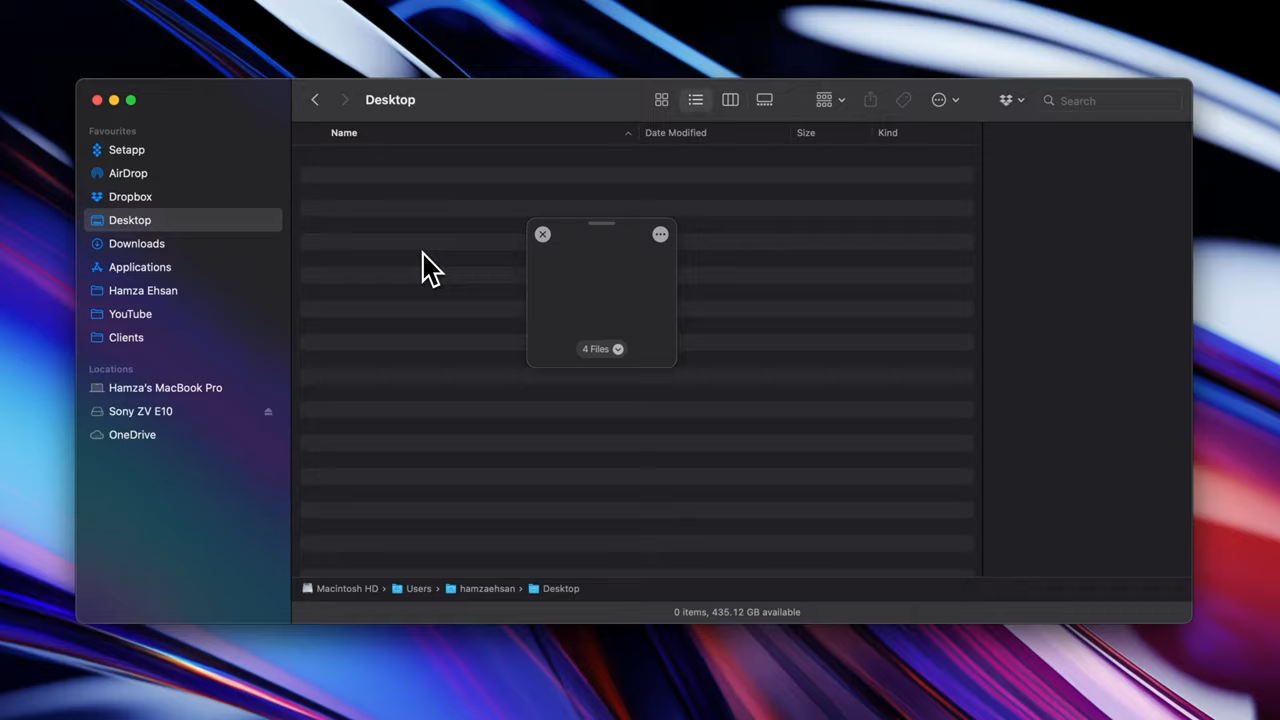 Desktop
Search
Favourites
Setapp
AirDrop
Dropbox
Desktop
Downloads
Applications
Hamza Ehsan
YouTube
Clients
Locations
Hamza's MacBook Pro
Sony ZV E10
OneDrive
Name Date Modified Size Kind
4 Files
Macintosh HD › Users › hamzaehsan › Desktop
0 items, 435.12 GB available